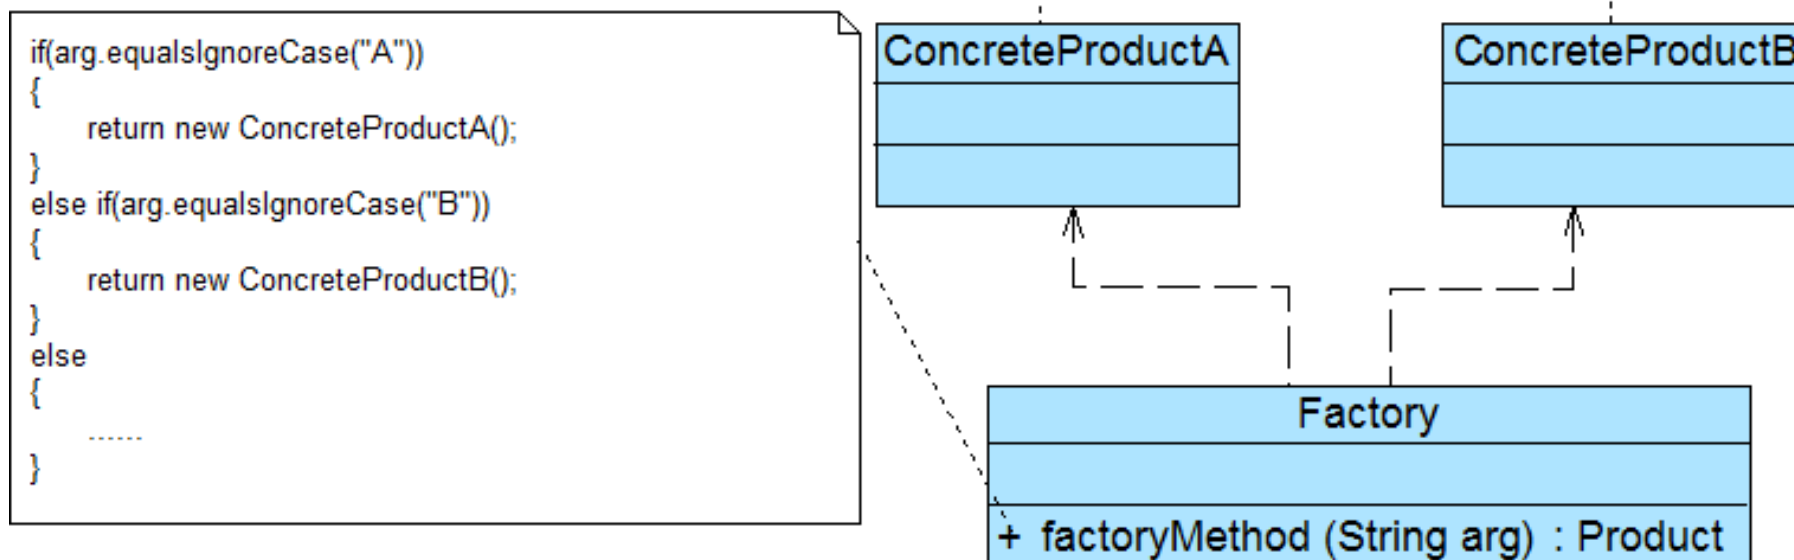 if(arg.equalsIgnoreCase("A"))
{
return new ConcreteProductA();
}
else if(arg.equalsIgnoreCase("B"))
{
return new ConcreteProductB();
}
else
{
......
}
ConcreteProductA
ConcreteProductB
Factory
+ factoryMethod (String arg) : Product